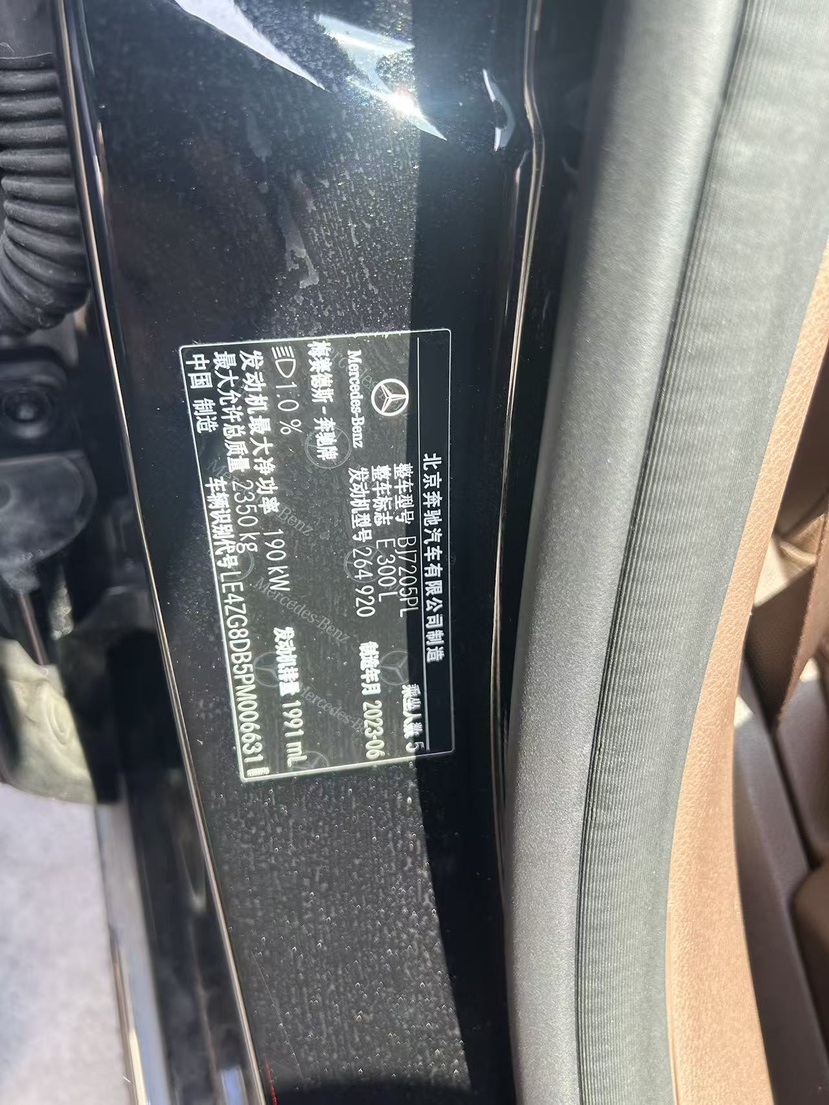 北京奔驰汽车有限公司制造
Mercedes-Benz
梅赛德斯-奔驰牌
整车型号 BJ7205PL
乘坐人数 5
整车标志 E 300 L
发动机型号 264 920
制造年月 2023-06
1.0 %
发动机最大净功率 190 kW
发动机排量 1991 mL
最大允许总质量 2350 kg
中国 制造
车辆识别代号 LE4ZG8DB5PM006631